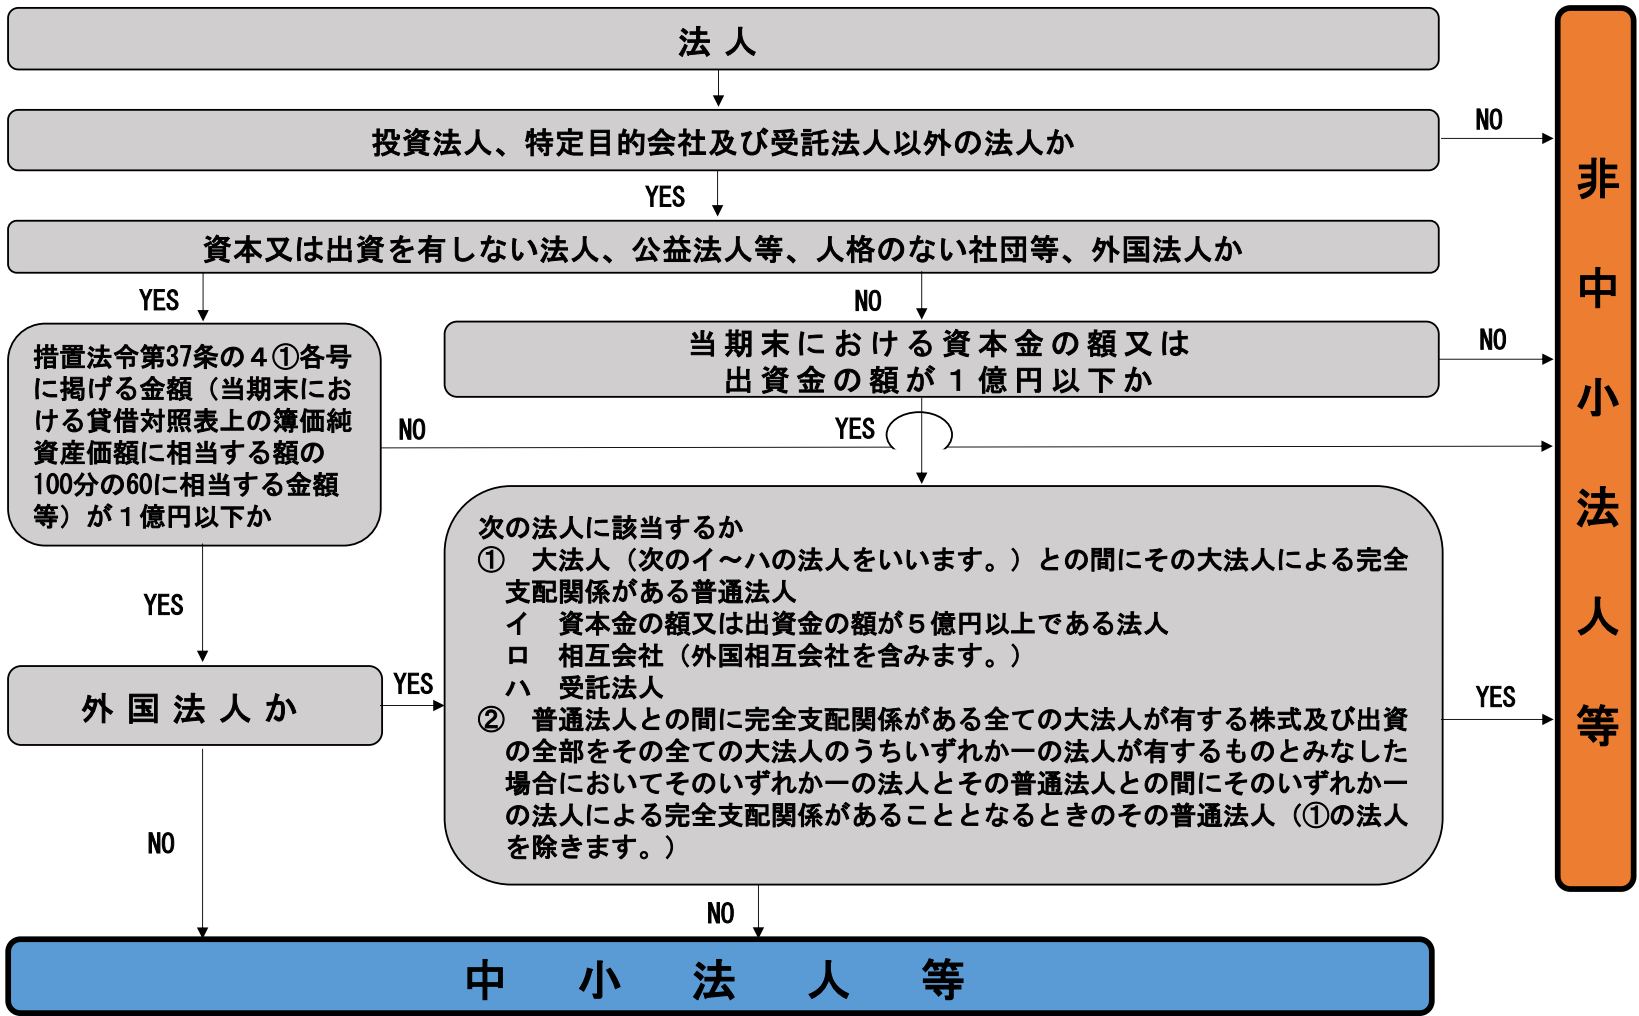 法人
投資法人、特定目的会社及び受託法人以外の法人か
NO
YES
資本又は出資を有しない法人、公益法人等、人格のない社団等、外国法人か
YES
NO
措置法令第37条の4①各号
に掲げる金額（当期末にお
ける貸借対照表上の簿価純
資産価額に相当する額の
100分の60に相当する金額
等）が１億円以下か
当期末における資本金の額又は
出資金の額が１億円以下か
NO
NO
YES
次の法人に該当するか
①　大法人（次のイ～ハの法人をいいます。）との間にその大法人による完全
支配関係がある普通法人
イ　資本金の額又は出資金の額が５億円以上である法人
ロ　相互会社（外国相互会社を含みます。）
ハ　受託法人
②　普通法人との間に完全支配関係がある全ての大法人が有する株式及び出資
の全部をその全ての大法人のうちいずれか一の法人が有するものとみなした
場合においてそのいずれか一の法人とその普通法人との間にそのいずれか一
の法人による完全支配関係があることとなるときのその普通法人（①の法人
を除きます。）
YES
外国法人か
YES
YES
NO
NO
中小法人等
非中小法人等